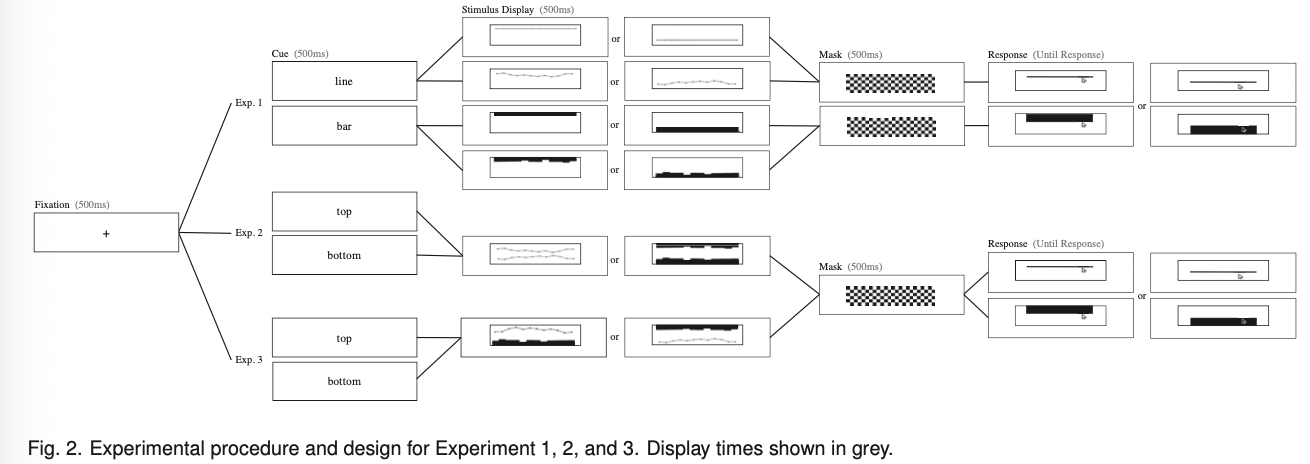 Stimulus Display (500ms)
or
Cue (500ms)
Mask (500ms)
Response (Until Response)
line
or
Exp. 1
or
bar
or
or
top
Fixation (500ms)
+
Exp. 2
Response (Until Response)
bottom
or
Mask (500ms)
or
top
or
Exp. 3
bottom
Fig. 2. Experimental procedure and design for Experiment 1, 2, and 3. Display times shown in grey.